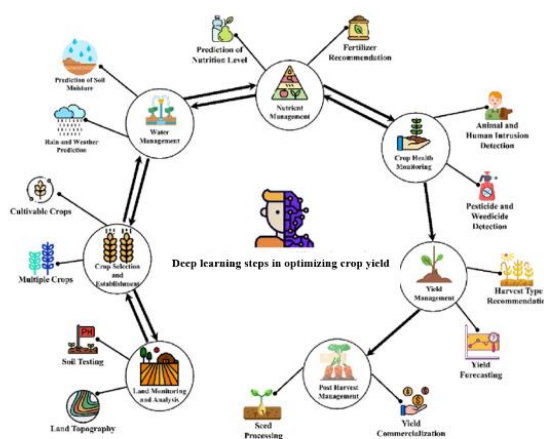 Prediction of
Nutrition Level
Fertilizer
Recommendation
Nutrient
Management
Prediction of Soil
Moisture
Rain and Weather
Prediction
Water
Management
Animal and
Human Intrusion
Detection
Crop Health
Monitoring
Pesticide and
Weedicide
Detection
Cultivable Crops
Multiple Crops
Crop Selection
and
Establishment
Deep learning steps in optimizing crop yield
Yield
Management
Harvest Type
Recommendation
Yield
Forecasting
PH
Soil Testing
Land Topography
Land Monitoring
and Analysis
Post Harvest
Management
Seed
Processing
Yield
Commercialization